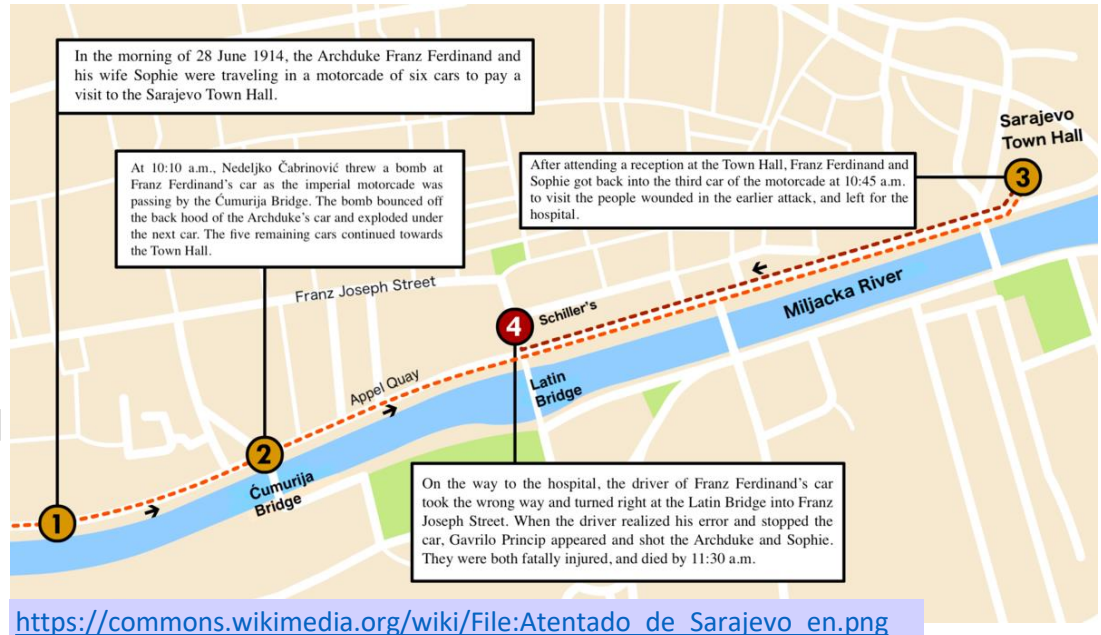 In the morning of 28 June 1914, the Archduke Franz Ferdinand and
his wife Sophie were traveling in a motorcade of six cars to pay a
visit to the Sarajevo Town Hall.
At 10:10 a.m., Nedeljko Čabrinović threw a bomb at
Franz Ferdinand's car as the imperial motorcade was
passing by the Ćumurija Bridge. The bomb bounced off
the back hood of the Archduke's car and exploded under
the next car. The five remaining cars continued towards
the Town Hall.
After attending a reception at the Town Hall, Franz Ferdinand and
Sophie got back into the third car of the motorcade at 10:45 a.m.
to visit the people wounded in the earlier attack, and left for the
hospital.
Sarajevo
Town Hall
3
Franz Joseph Street
4
Schiller's
Miljacka River
Appel Quay
Latin
Bridge
2
Ćumurija
Bridge
1
On the way to the hospital, the driver of Franz Ferdinand's car
took the wrong way and turned right at the Latin Bridge into Franz
Joseph Street. When the driver realized his error and stopped the
car, Gavrilo Princip appeared and shot the Archduke and Sophie.
They were both fatally injured, and died by 11:30 a.m.
https://commons.wikimedia.org/wiki/File:Atentado_de_Sarajevo_en.png